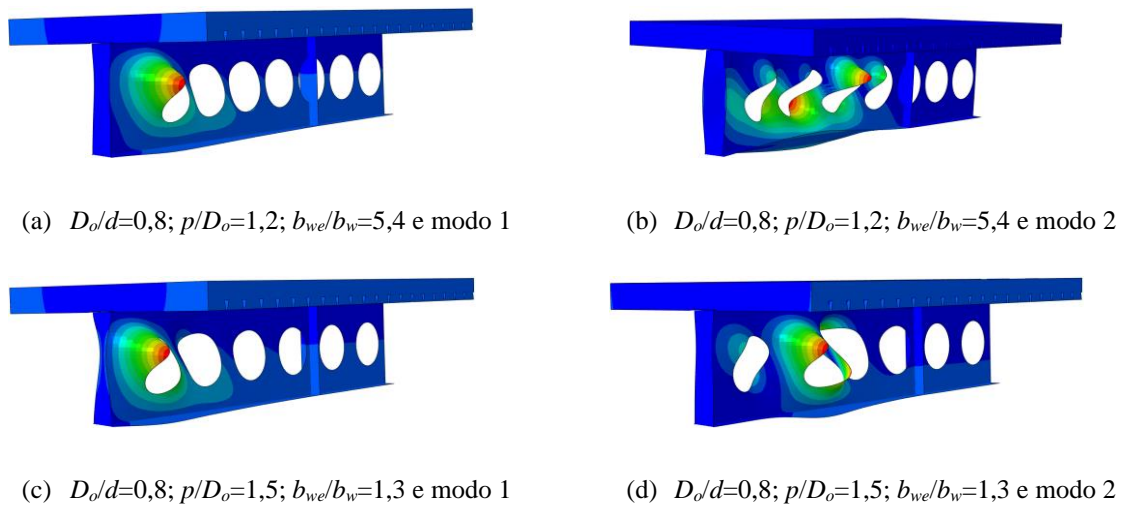 (a) Do/d=0,8; p/Do=1,2; bwe/bw=5,4 e modo 1
(b) Do/d=0,8; p/Do=1,2; bwe/bw=5,4 e modo 2
(c) Do/d=0,8; p/Do=1,5; bwe/bw=1,3 e modo 1
(d) Do/d=0,8; p/Do=1,5; bwe/bw=1,3 e modo 2